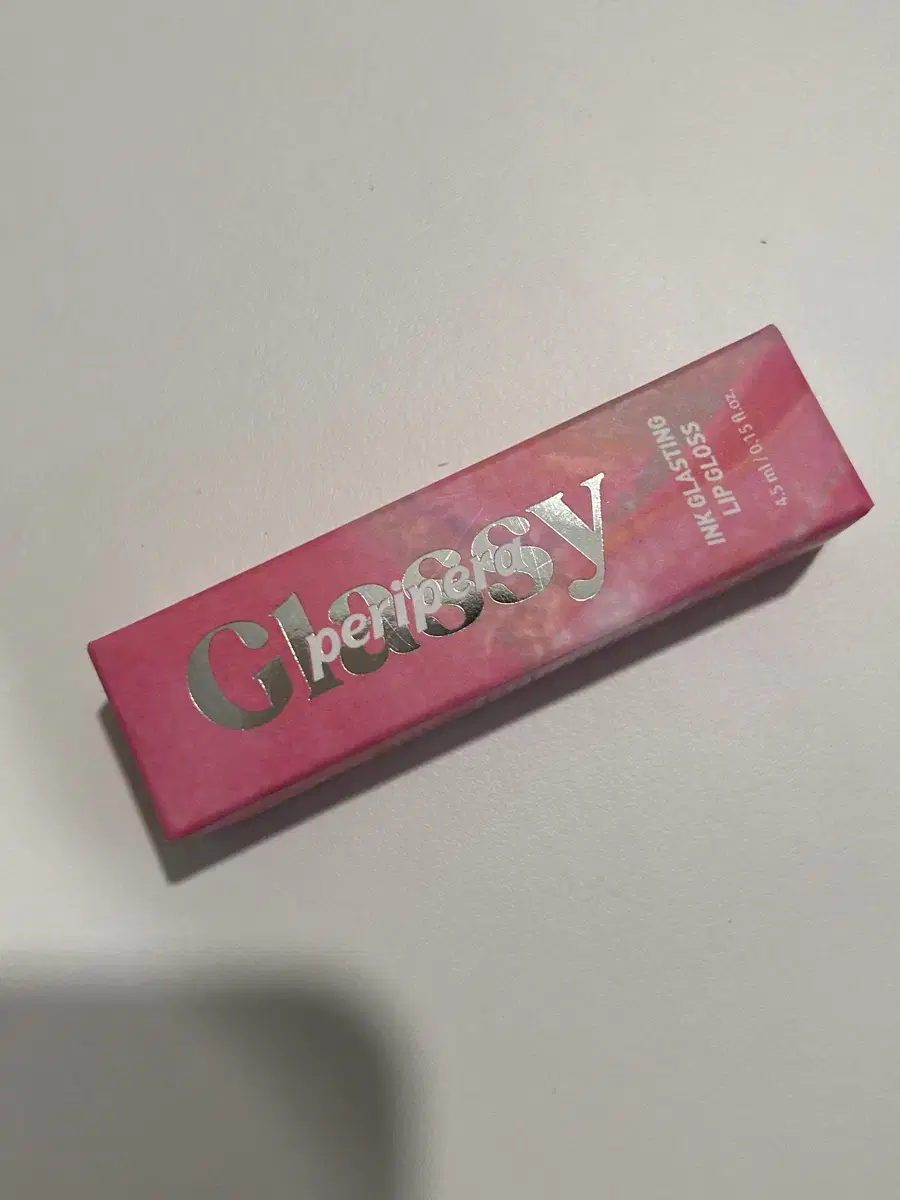 Glassy
peripera
INK GLASTING
LIP GLOSS
4.5 ml / 0.15 fl.oz.